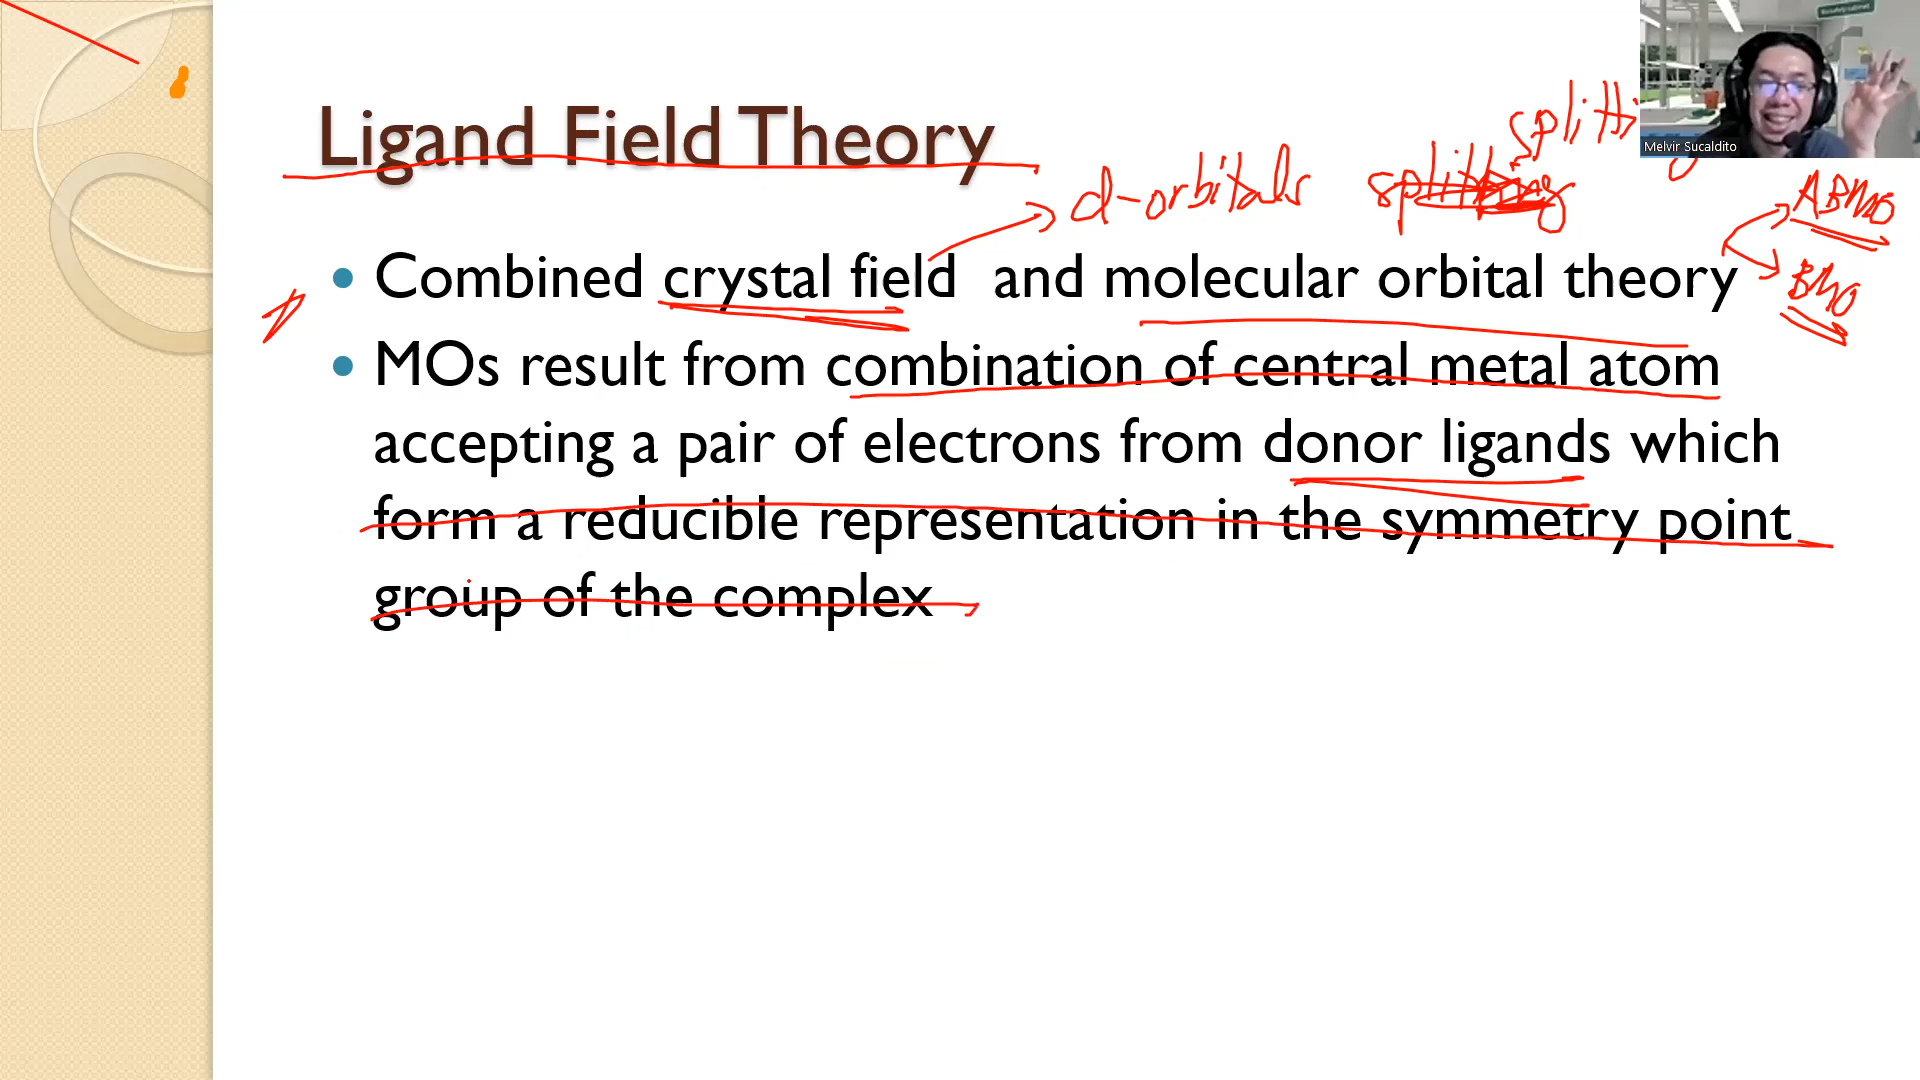 Ligand Field Theory
d-orbitals splitting splitti
g
ABMO
Combined crystal field and molecular orbital theory
BMO
MOs result from combination of central metal atom
accepting a pair of electrons from donor ligands which
form a reducible representation in the symmetry point
group of the complex
Melvir Sucaldito